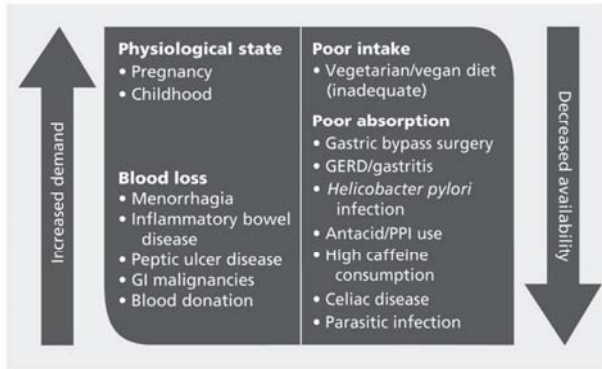 Increased demand
Physiological state
• Pregnancy
• Childhood
Blood loss
• Menorrhagia
• Inflammatory bowel
disease
• Peptic ulcer disease
• GI malignancies
• Blood donation
Poor intake
• Vegetarian/vegan diet
(inadequate)
Poor absorption
• Gastric bypass surgery
• GERD/gastritis
• Helicobacter pylori
infection
• Antacid/PPI use
• High caffeine
consumption
• Celiac disease
• Parasitic infection
Decreased availability